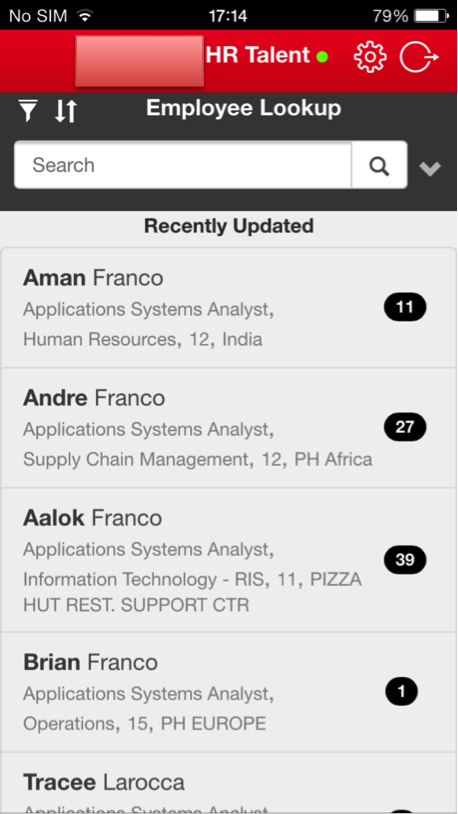 No SIM 17:14 79%
HR Talent
Employee Lookup
Search
Recently Updated
Aman Franco
Applications Systems Analyst,
Human Resources, 12, India
11
Andre Franco
Applications Systems Analyst,
Supply Chain Management, 12, PH Africa
27
Aalok Franco
Applications Systems Analyst,
Information Technology - RIS, 11, PIZZA
HUT REST. SUPPORT CTR
39
Brian Franco
Applications Systems Analyst,
Operations, 15, PH EUROPE
1
Tracee Larocca
Applications Systems Analyst,